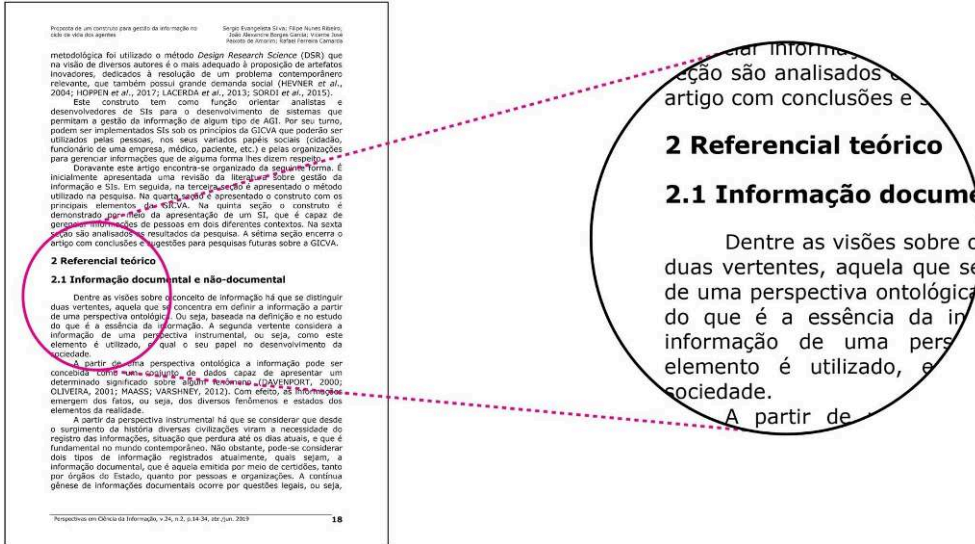 Proposta de um construto para gestão da informação no
ciclo de vida dos agentes
Sergio Evangelista Silva; Filipe Nunes Ribeiro;
João Alexandre Borges Gansa; Vicente José
Peixoto de Amorim; Rafael Ferreira Camarda
metodológica foi utilizado o método Design Research Science (DSR) que
na visão de diversos autores é o mais adequado à proposição de artefatos
inovadores, dedicados à resolução de um problema contemporâneo
relevante, que também possui grande demanda social (HEVNER et al.,
2004; HOPPEN et al., 2017; LACERDA et al., 2013; SORDI et al., 2015).
Este construto tem como função orientar analistas e
desenvolvedores de SIs para o desenvolvimento de sistemas que
permitam a gestão da informação de algum tipo de AGI. Por seu turno,
podem ser implementados SIs sob os princípios da GICVA que poderão ser
utilizados pelas pessoas, nos seus variados papéis sociais (cidadão,
funcionário de uma empresa, médico, paciente, etc.) e pelas organizações
para gerenciar informações que de alguma forma lhes dizem respeito.
Doravante este artigo encontra-se organizado da seguinte forma. É
inicialmente apresentada uma revisão da literatura sobre gestão da
informação e SIs. Em seguida, na terceira seção é apresentado o método
utilizado na pesquisa. Na quarta seção é apresentado o construto com os
principais elementos da GICVA. Na quinta seção o construto é
demonstrado por meio da apresentação de um SI, que é capaz de
gerenciar informações de pessoas em dois diferentes contextos. Na sexta
seção são analisados os resultados da pesquisa. A sétima seção encerra o
artigo com conclusões e sugestões para pesquisas futuras sobre a GICVA.
2 Referencial teórico
2.1 Informação documental e não-documental
Dentre as visões sobre o conceito de informação há que se distinguir
duas vertentes, aquela que se concentra em definir a informação a partir
de uma perspectiva ontológica. Ou seja, baseada na definição e no estudo
do que é a essência da informação. A segunda vertente considera a
informação de uma perspectiva instrumental, ou seja, como este
elemento é utilizado, e qual o seu papel no desenvolvimento da
sociedade.
A partir de uma perspectiva ontológica a informação pode ser
concebida como um conjunto de dados capaz de apresentar um
determinado significado sobre algum fenômeno (DAVENPORT, 2000;
OLIVEIRA, 2001; MAASS; VARSHNEY, 2012). Com efeito, as informações
emergem dos fatos, ou seja, dos diversos fenômenos e estados dos
elementos da realidade.
A partir da perspectiva instrumental há que se considerar que desde
o surgimento da história diversas civilizações viram a necessidade do
registro das informações, situação que perdura até os dias atuais, e que é
fundamental no mundo contemporâneo. Não obstante, pode-se considerar
dois tipos de informação registrados atualmente, quais sejam, a
informação documental, que é aquela emitida por meio de certidões, tanto
por órgãos do Estado, quanto por pessoas e organizações. A contínua
gênese de informações documentais ocorre por questões legais, ou seja,
Perspectivas em Ciência da Informação, v.24, n.2, p.14-34, abr./jun. 2019
18
informa
eção são analisados
artigo com conclusões e s
2 Referencial teórico
2.1 Informação docume
Dentre as visões sobre
duas vertentes, aquela que se
de uma perspectiva ontológica
do que é a essência da in
informação de uma pers
elemento é utilizado, e
sociedade.
A partir de